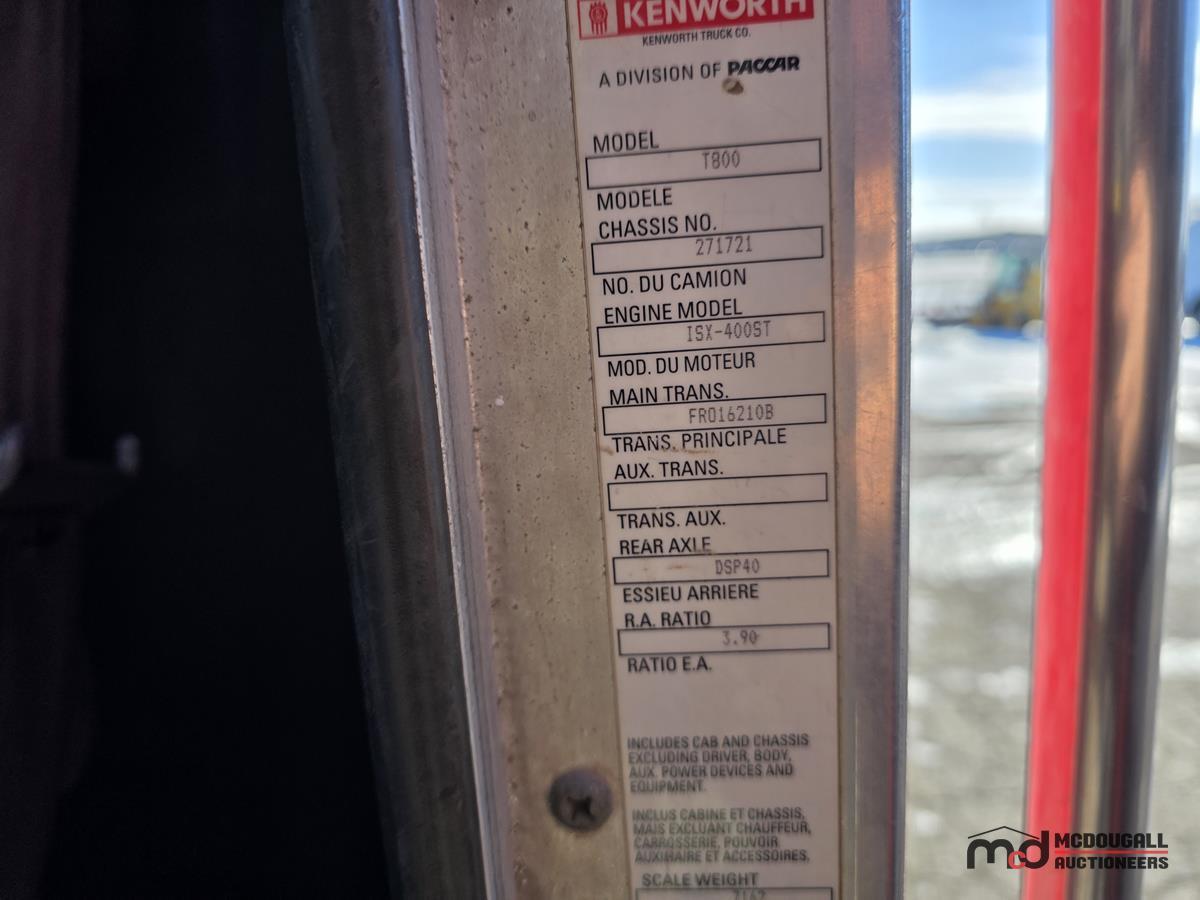 KENWORTH
KENWORTH TRUCK CO.
A DIVISION OF PACCAR
MODEL
T800
MODELE
CHASSIS NO.
271721
NO. DU CAMION
ENGINE MODEL
ISX-400ST
MOD. DU MOTEUR
MAIN TRANS.
FRO16210B
TRANS. PRINCIPALE
AUX. TRANS.
TRANS. AUX.
REAR AXLE
DSP40
ESSIEU ARRIERE
R.A. RATIO
3.90
RATIO E.A.
INCLUDES CAB AND CHASSIS
EXCLUDING DRIVER, BODY,
AUX. POWER DEVICES AND
EQUIPMENT.
INCLUS CABINE ET CHASSIS,
MAIS EXCLUANT CHAUFFEUR,
CARROSSERIE, POUVOIR
AUXIHAIRE ET ACCESSOIRES.
SCALE WEIGHT
mcd MCDOUGALL
AUCTIONEERS